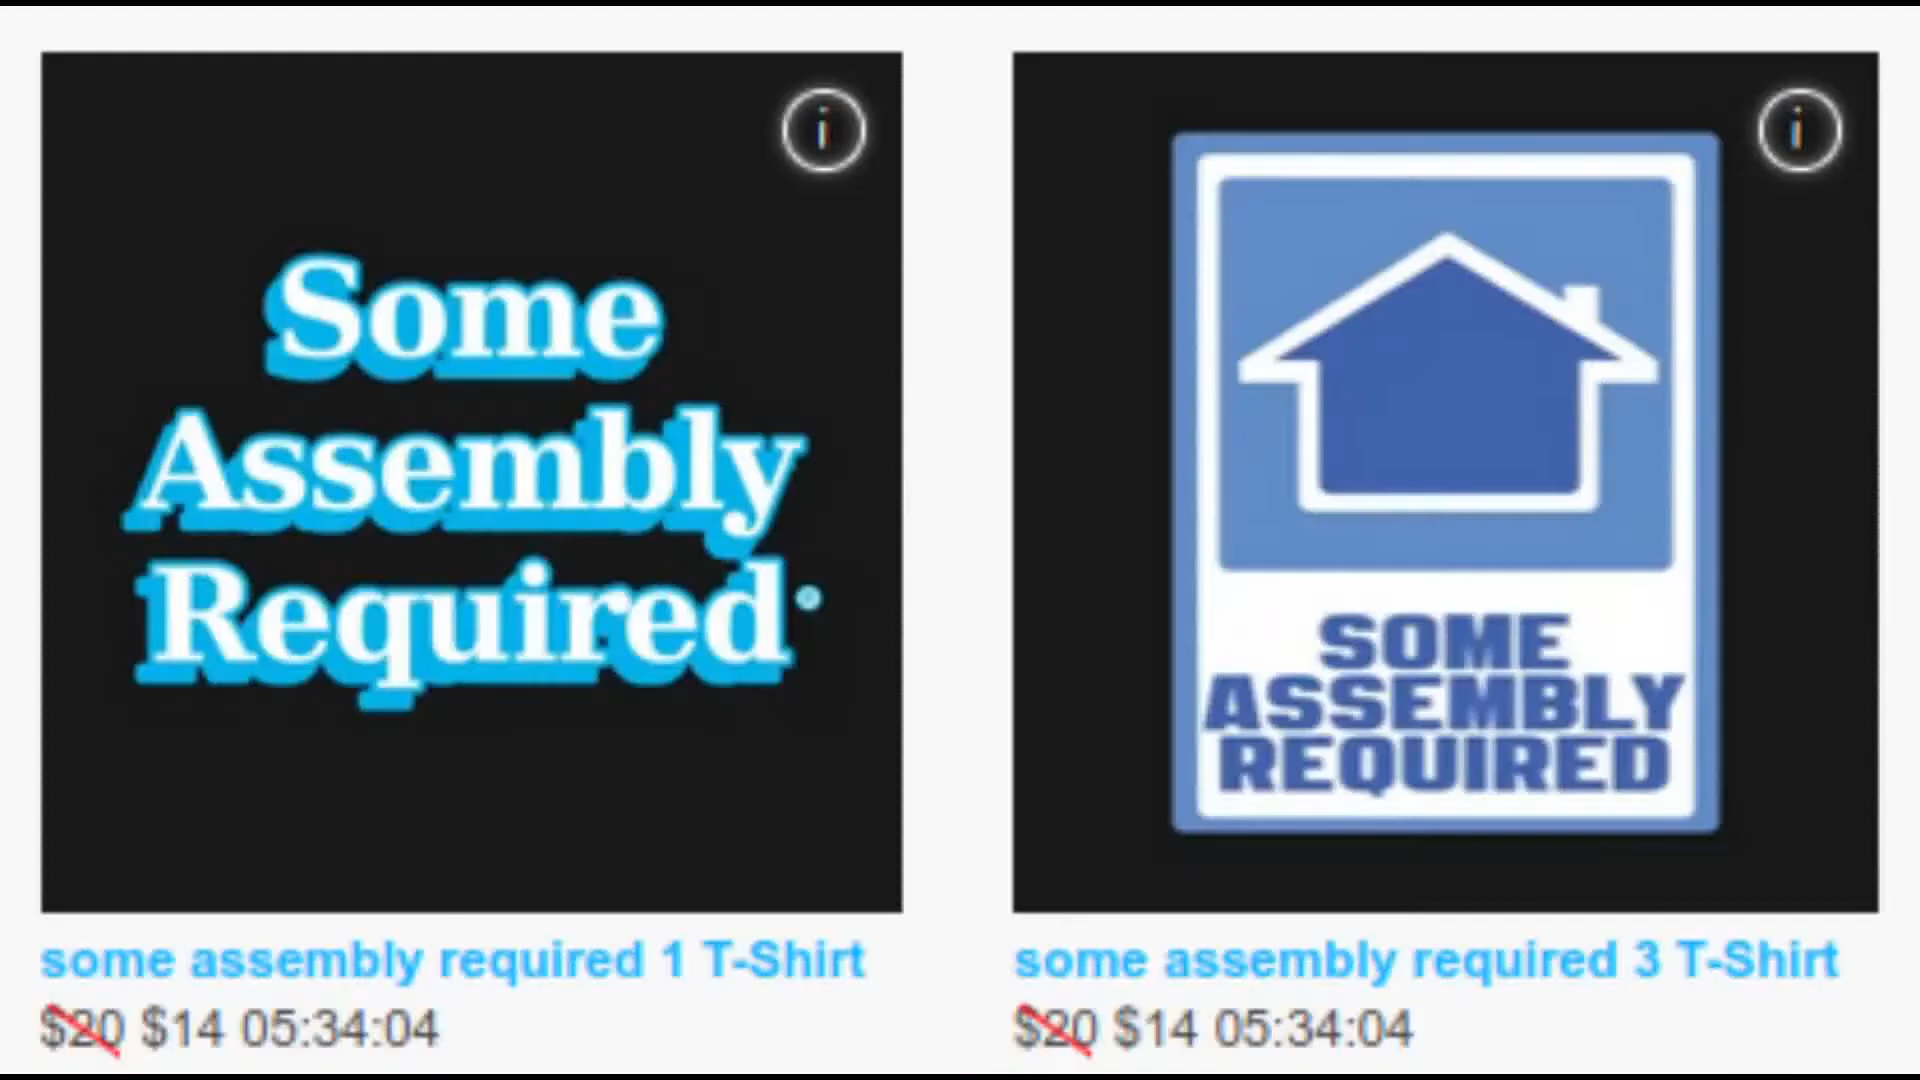 i
Some
Assembly
Required
some assembly required 1 T-Shirt
$20 $14 05:34:04
i
SOME
ASSEMBLY
REQUIRED
some assembly required 3 T-Shirt
$20 $14 05:34:04